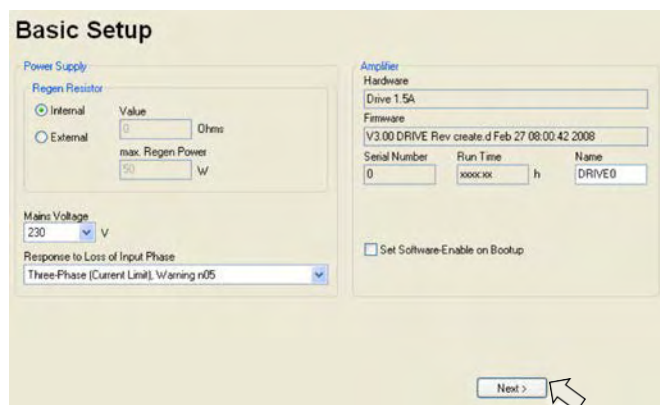 Basic Setup
Power Supply
Regen Resistor
Internal
External
Value
0 Ohms
max. Regen Power
50 W
Mains Voltage
230 V
Response to Loss of Input Phase
Three-Phase (Current Limit), Warning n05
Amplifier
Hardware
Drive 1.5A
Firmware
V3.00 DRIVE Rev create.d Feb 27 08:00:42 2008
Serial Number Run Time Name
0 xxxx:xx h DRIVE0
Set Software-Enable on Bootup
Next >